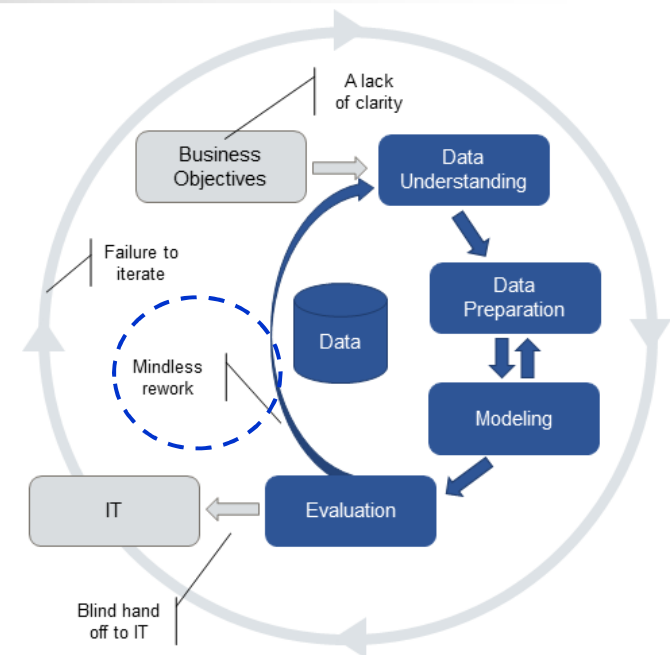 A lack
of clarity
Business
Objectives
Data
Understanding
Failure to
iterate
Data
Preparation
Data
Mindless
rework
Modeling
IT
Evaluation
Blind hand
off to IT